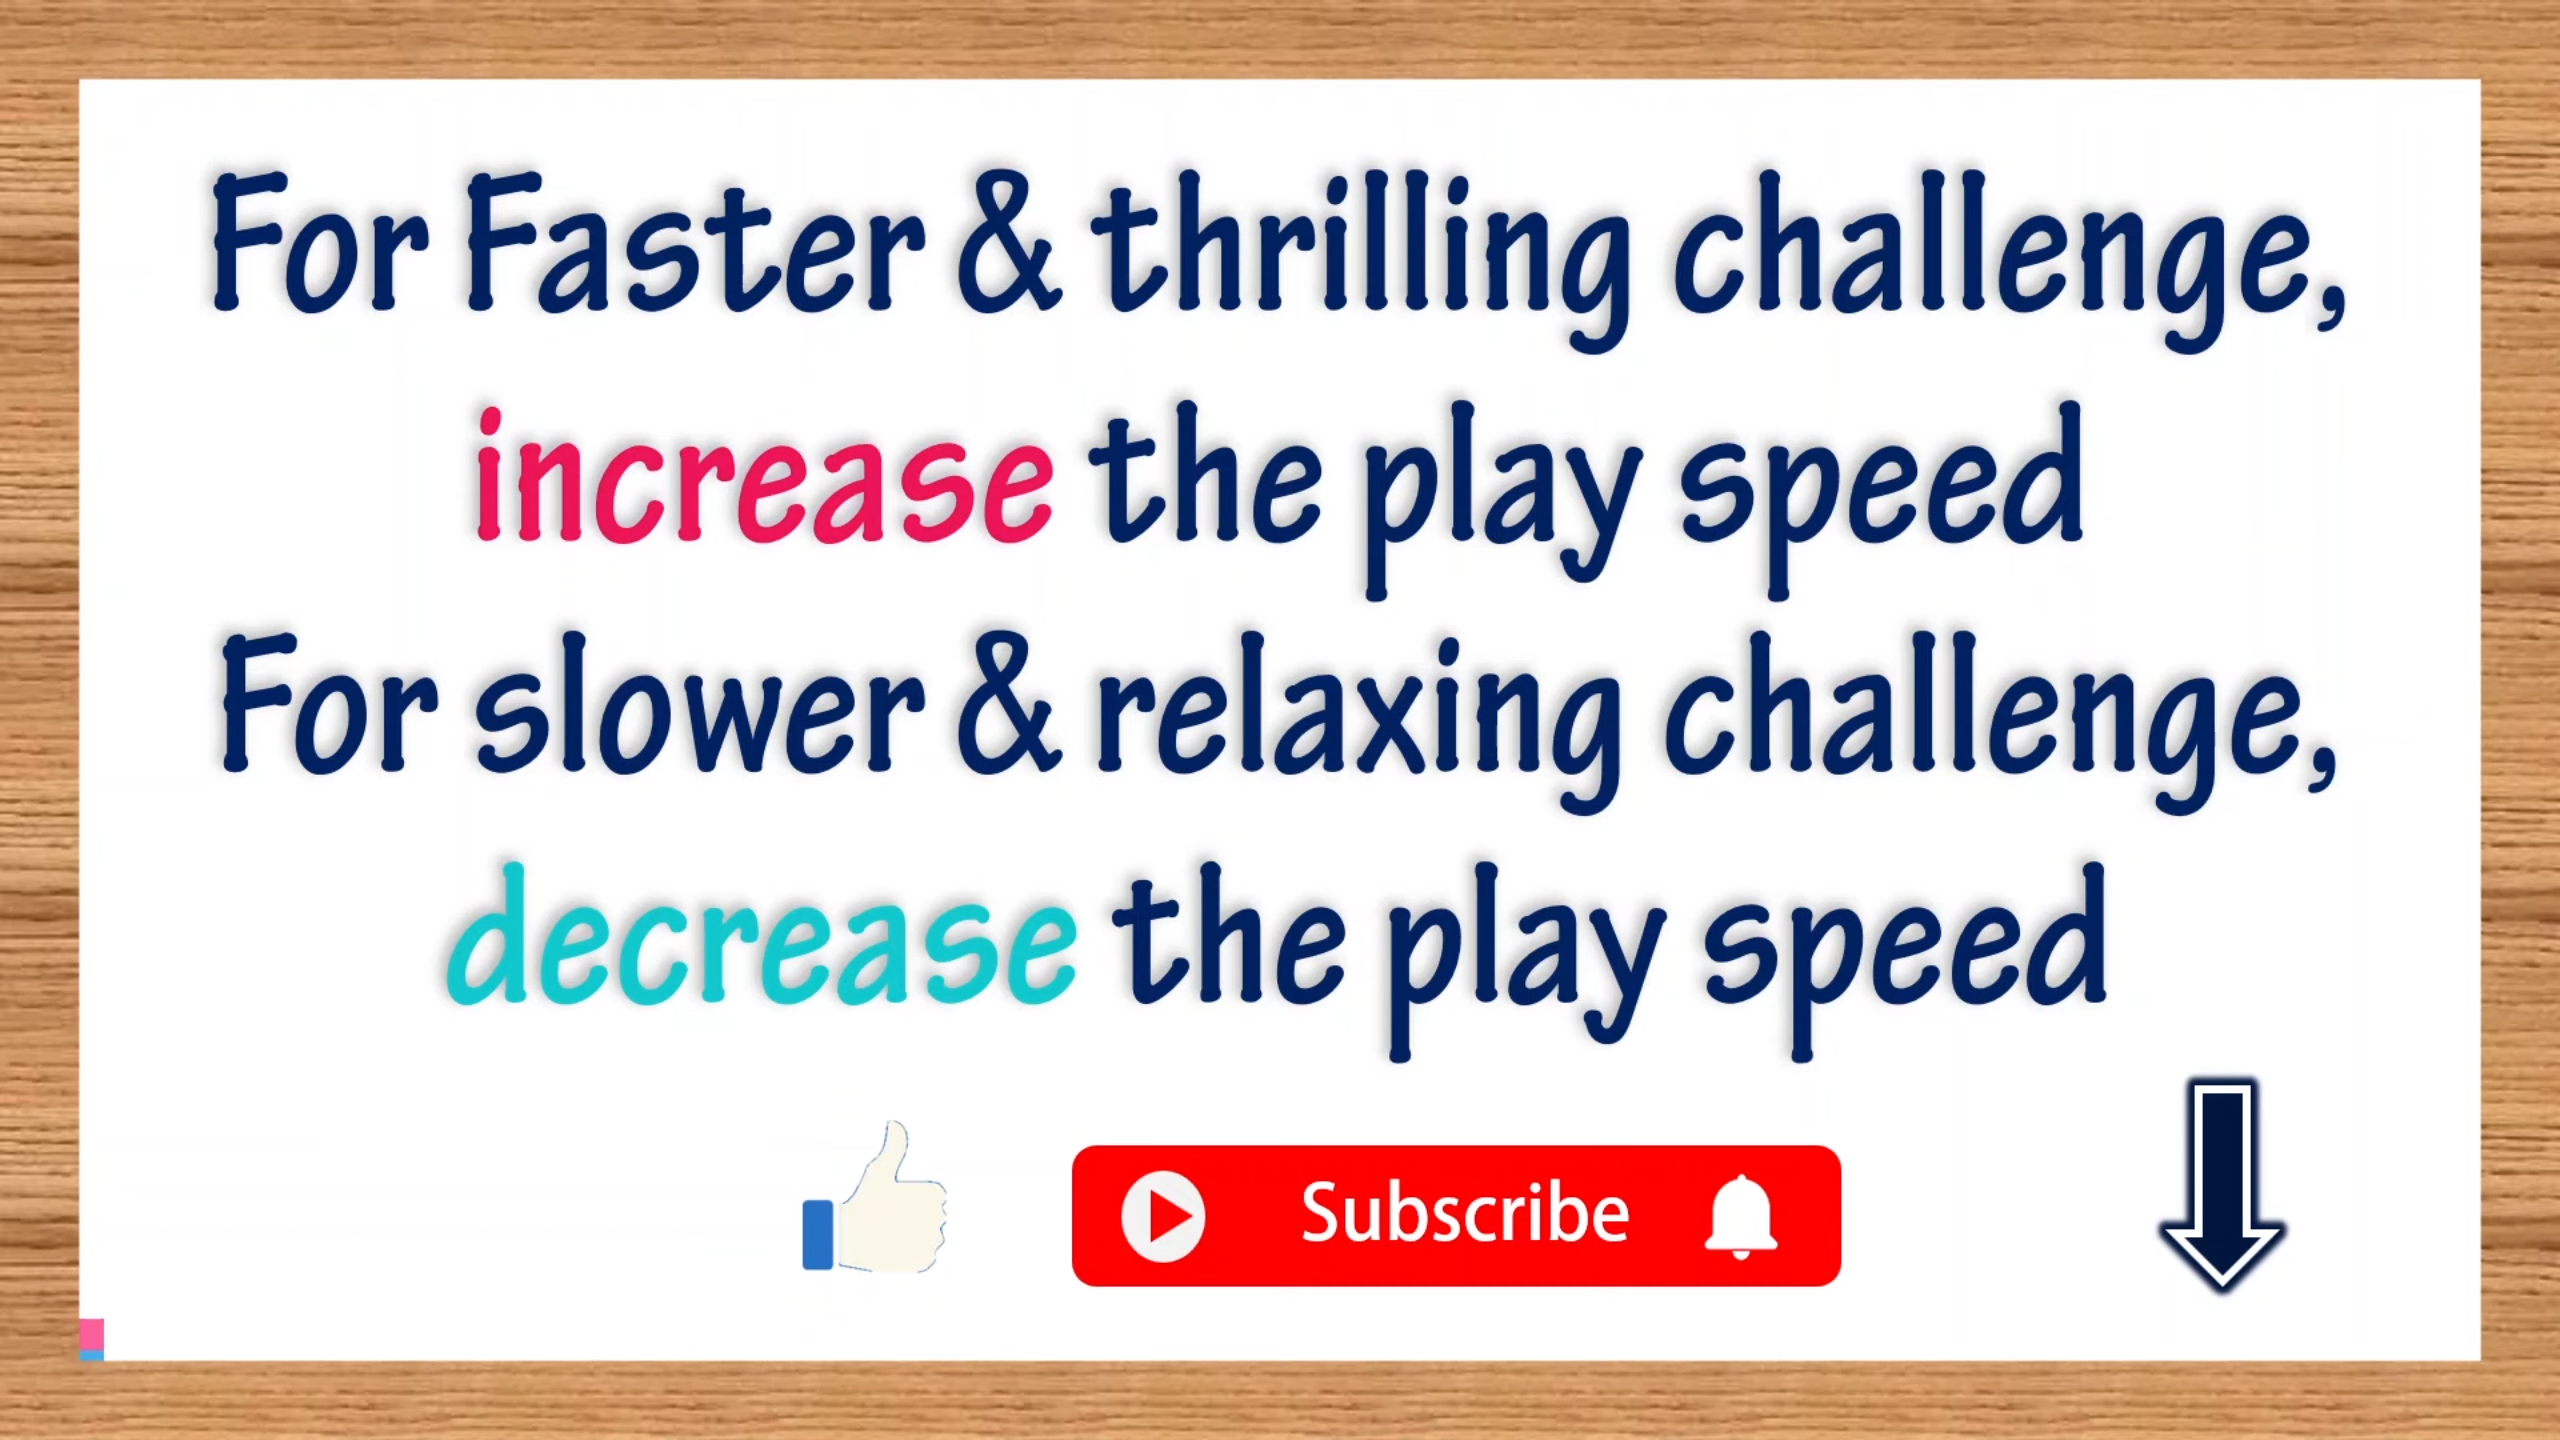 For Faster & thrilling challenge,
increase the play speed
For slower & relaxing challenge,
decrease the play speed
Subscribe